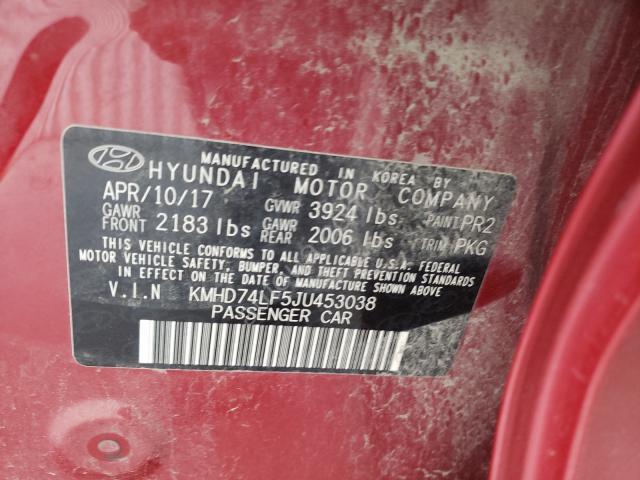 MANUFACTURED IN KOREA BY
HYUNDAI MOTOR COMPANY
APR/10/17 GVWR 3924 lbs. PAINT PR2
GAWR FRONT 2183 lbs GAWR REAR 2006 lbs TRIM PKG
THIS VEHICLE CONFORMS TO ALL APPLICABLE U.S.A. FEDERAL
MOTOR VEHICLE SAFETY, BUMPER, AND THEFT PREVENTION STANDARDS
IN EFFECT ON THE DATE OF MANUFACTURE SHOWN ABOVE.
V.I.N KMHD74LF5JU453038
PASSENGER CAR